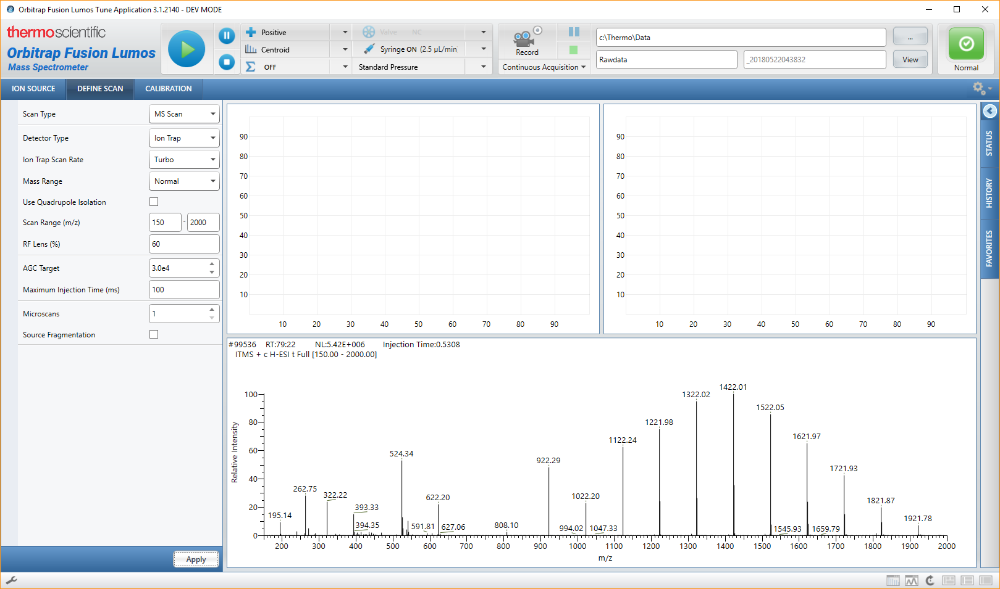 Orbitrap Fusion Lumos Tune Application 3.1.2140 - DEV MODE
thermoscientific
Orbitrap Fusion Lumos
Mass Spectrometer
Positive
Centroid
OFF
Valve NC
Syringe ON (2.5 µL/min
Standard Pressure
Record
Continuous Acquisition
c:\Thermo\Data
...
Rawdata
_20180522043832
View
Normal
ION SOURCE
DEFINE SCAN
CALIBRATION
Scan Type
MS Scan
Detector Type
Ion Trap
Ion Trap Scan Rate
Turbo
Mass Range
Normal
Use Quadrupole Isolation
Scan Range (m/z)
150 - 2000
RF Lens (%)
60
AGC Target
3.0e4
Maximum Injection Time (ms)
100
Microscans
1
Source Fragmentation
Apply
90
80
70
60
50
40
30
20
10
10 20 30 40 50 60 70 80 90
90
80
70
60
50
40
30
20
10
10 20 30 40 50 60 70 80 90
STATUS
HISTORY
FAVORITES
#99536 RT:79:22 NL:5.42E+006 Injection Time:0.5308
ITMS + c H-ESI t Full [150.00 - 2000.00]
Relative Intensity
100
80
60
40
20
0
195.14
262.75
322.22
393.33
394.35
524.34
591.81
622.20
627.06
808.10
922.29
994.02
1022.20
1047.33
1122.24
1221.98
1322.02
1422.01
1522.05
1545.93
1621.97
1659.79
1721.93
1821.87
1921.78
200 300 400 500 600 700 800 900 1000 1100 1200 1300 1400 1500 1600 1700 1800 1900 2000
m/z